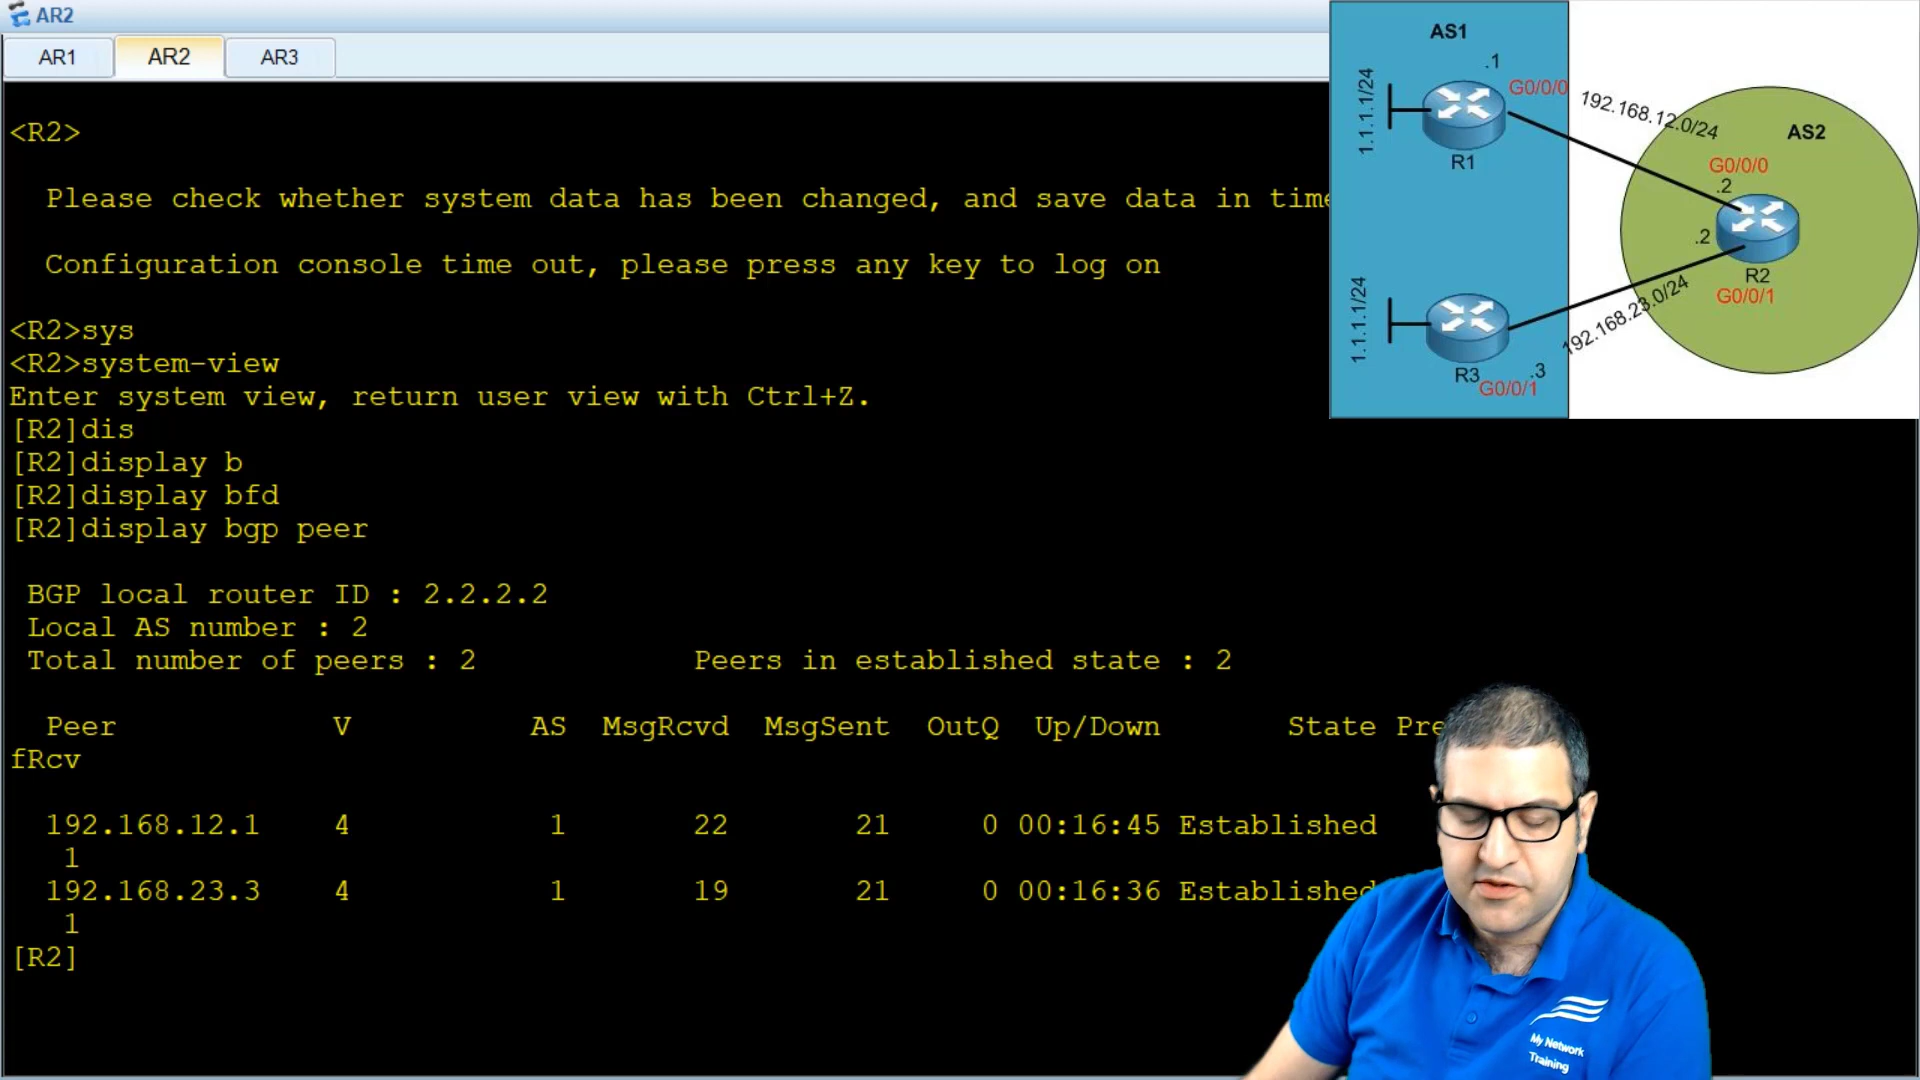 AR2
AR1
AR2
AR3
<R2>
Please check whether system data has been changed, and save data in time
Configuration console time out, please press any key to log on
<R2>sys
<R2>system-view
Enter system view, return user view with Ctrl+Z.
[R2]dis
[R2]display b
[R2]display bfd
[R2]display bgp peer
BGP local router ID : 2.2.2.2
Local AS number : 2
Total number of peers : 2 Peers in established state : 2
Peer V AS MsgRcvd MsgSent OutQ Up/Down State Pre
fRcv
192.168.12.1 4 1 22 21 0 00:16:45 Established
1
192.168.23.3 4 1 19 21 0 00:16:36 Established
1
[R2]
AS1
.1
G0/0/0
1.1.1.1/24
R1
192.168.12.0/24
AS2
G0/0/0
.2
.2
R2
G0/0/1
192.168.23.0/24
1.1.1.1/24
R3
.3
G0/0/1
My Network
Training